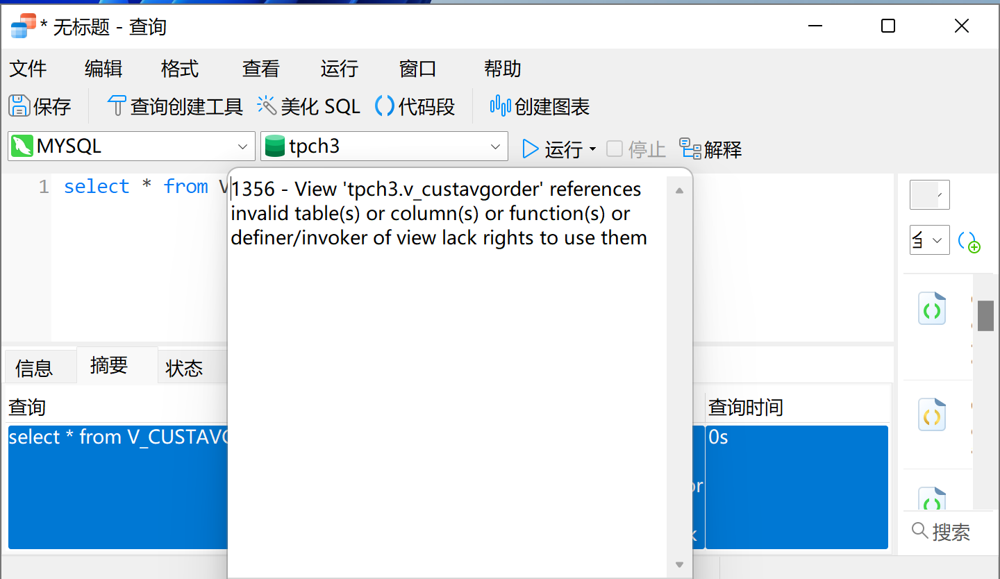 * 无标题 - 查询
文件 编辑 格式 查看 运行 窗口 帮助
保存 查询创建工具 美化 SQL 代码段 创建图表
MYSQL tpch3 运行 停止 解释
1 select * from V
1356 - View 'tpch3.v_custavgorder' references
invalid table(s) or column(s) or function(s) or
definer/invoker of view lack rights to use them
信息 摘要 状态
查询 查询时间
select * from V_CUSTAVG 0s
or
k
搜索